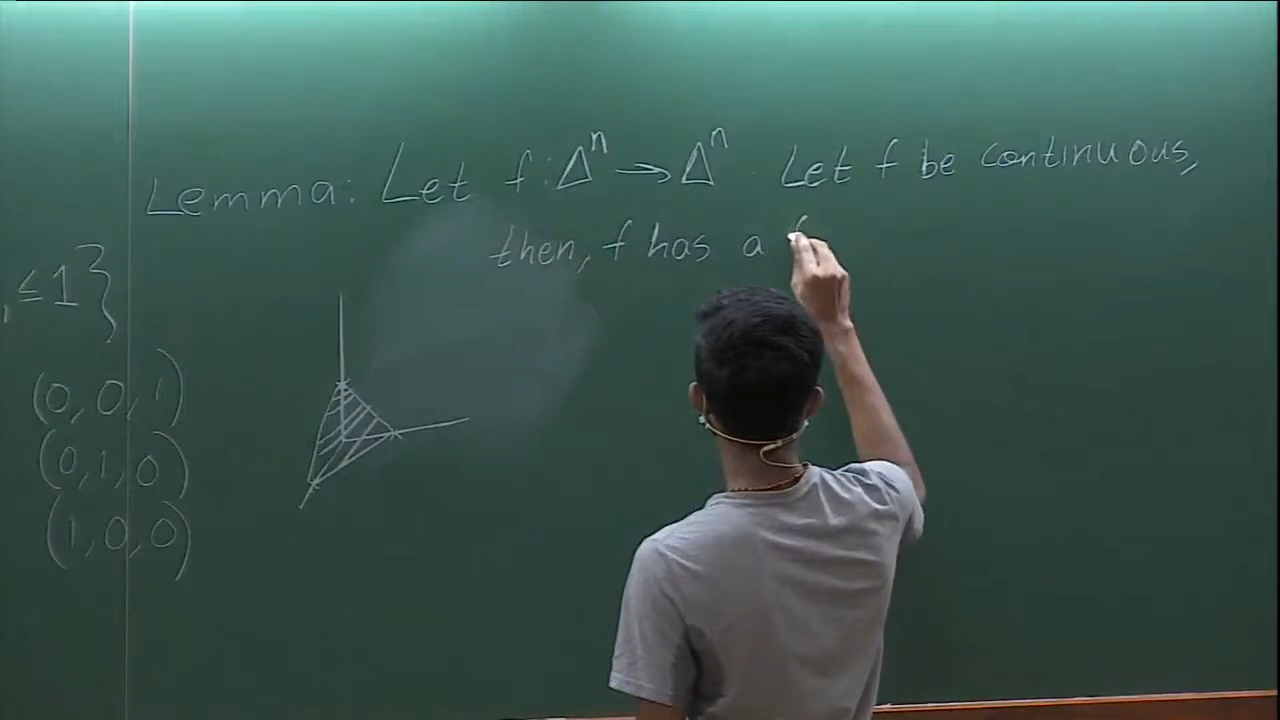 Lemma: Let f: Δⁿ → Δⁿ. Let f be continuous,
then, f has a f
, ≤ 1}
(0, 0, 1)
(0, 1, 0)
(1, 0, 0)